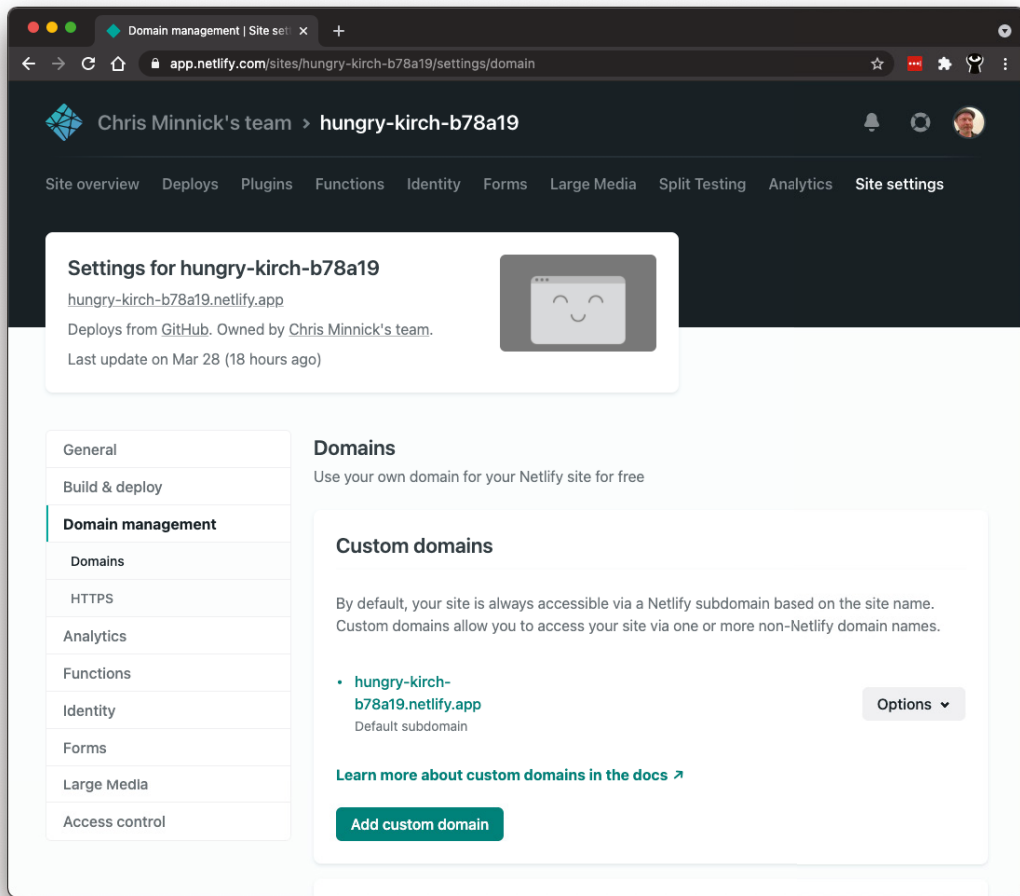 Domain management | Site set
app.netlify.com/sites/hungry-kirch-b78a19/settings/domain
Chris Minnick's team › hungry-kirch-b78a19
Site overview Deploys Plugins Functions Identity Forms Large Media Split Testing Analytics Site settings
Settings for hungry-kirch-b78a19
hungry-kirch-b78a19.netlify.app
Deploys from GitHub. Owned by Chris Minnick's team.
Last update on Mar 28 (18 hours ago)
General
Build & deploy
Domain management
Domains
HTTPS
Analytics
Functions
Identity
Forms
Large Media
Access control
Domains
Use your own domain for your Netlify site for free
Custom domains
By default, your site is always accessible via a Netlify subdomain based on the site name.
Custom domains allow you to access your site via one or more non-Netlify domain names.
• hungry-kirch-
b78a19.netlify.app
Default subdomain
Options
Learn more about custom domains in the docs ↗
Add custom domain